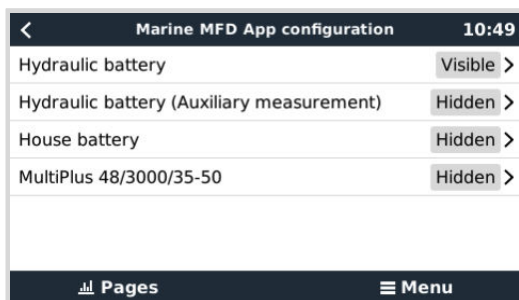 Marine MFD App configuration 10:49
Hydraulic battery Visible
Hydraulic battery (Auxiliary measurement) Hidden
House battery Hidden
MultiPlus 48/3000/35-50 Hidden
Pages Menu